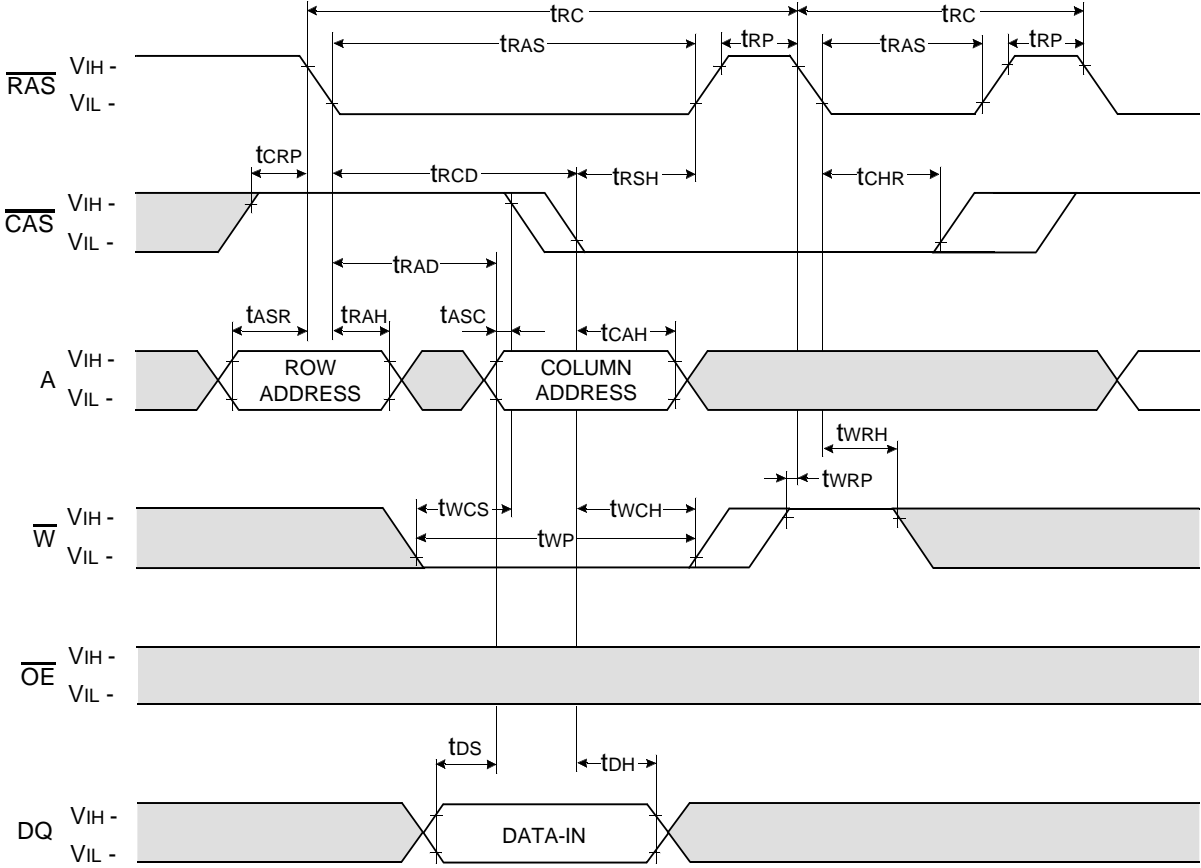 tRC tRC
tRAS tRP tRAS tRP
RAS VIH -
VIL -
tCRP tRCD tRSH tCHR
CAS VIH -
VIL -
tRAD
tASR tRAH tASC tCAH
A VIH -
VIL -
ROW
ADDRESS
COLUMN
ADDRESS
tWRH
tWRP
W VIH -
VIL -
tWCS tWCH
tWP
OE VIH -
VIL -
tDS tDH
DQ VIH -
VIL -
DATA-IN